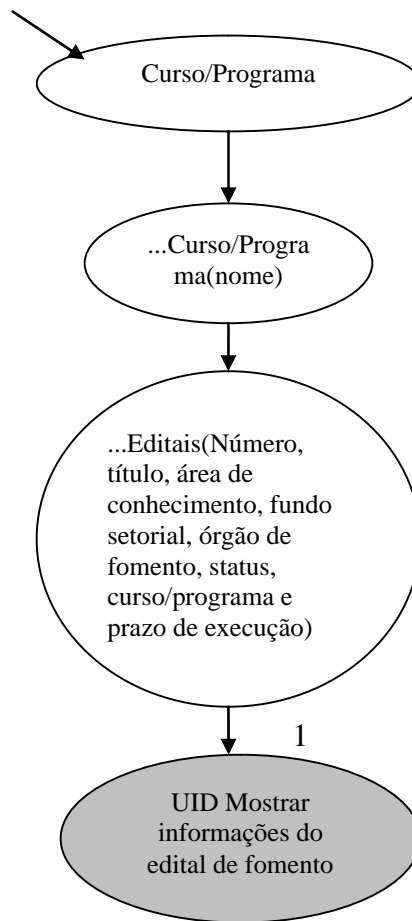 Curso/Programa
...Curso/Progra
ma(nome)
...Editais(Número,
título, área de
conhecimento, fundo
setorial, órgão de
fomento, status,
curso/programa e
prazo de execução)
1
UID Mostrar
informações do
edital de fomento